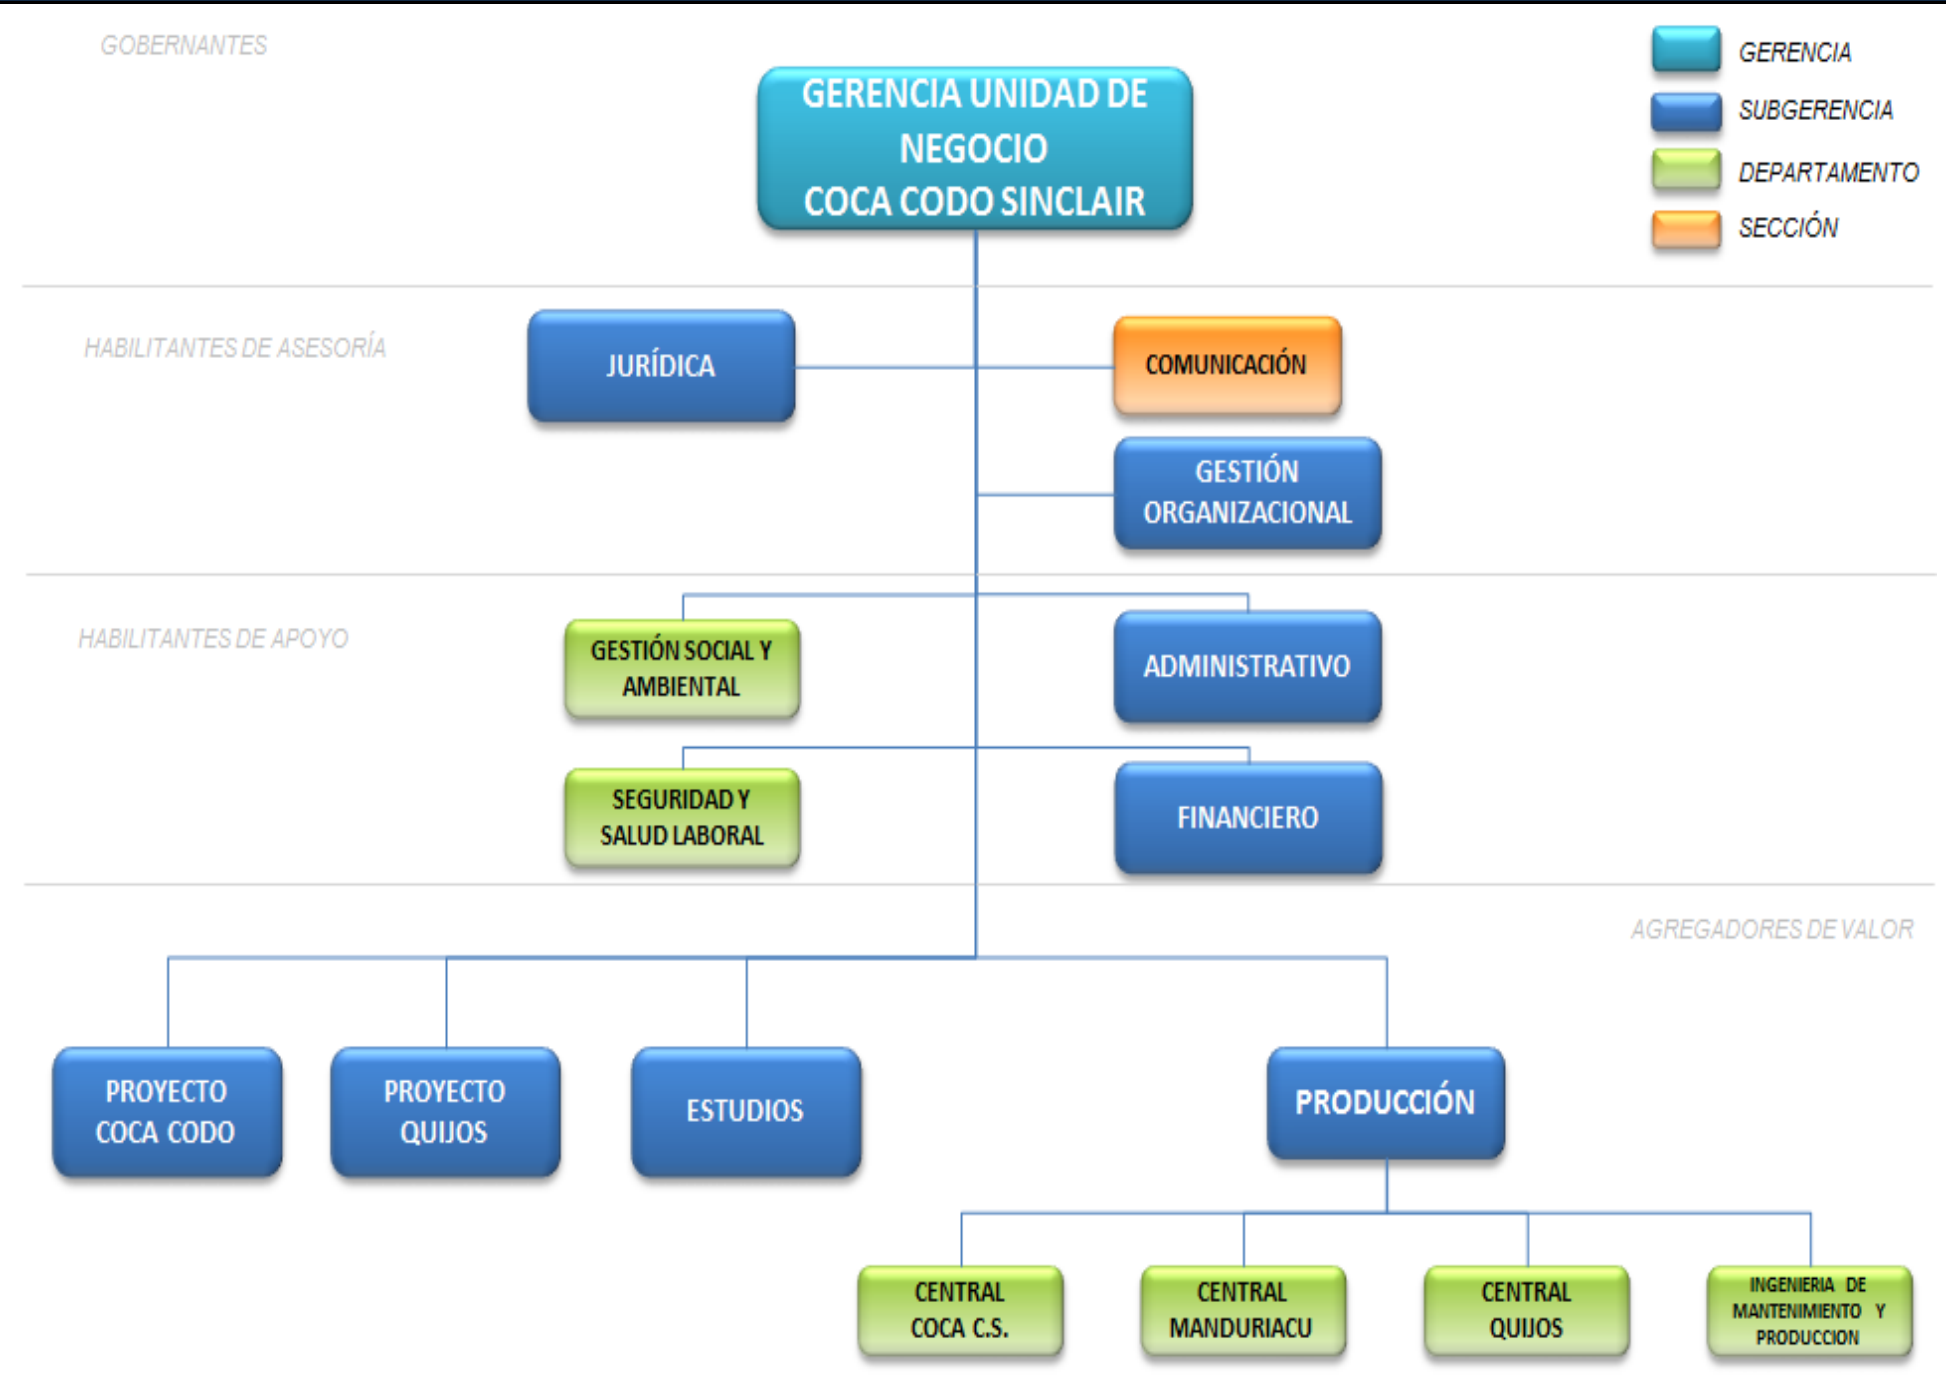 GOBERNANTES
GERENCIA UNIDAD DE
NEGOCIO
COCA CODO SINCLAIR
GERENCIA
SUBGERENCIA
DEPARTAMENTO
SECCIÓN
HABILITANTES DE ASESORÍA
JURÍDICA
COMUNICACIÓN
GESTIÓN
ORGANIZACIONAL
HABILITANTES DE APOYO
GESTIÓN SOCIAL Y
AMBIENTAL
ADMINISTRATIVO
SEGURIDAD Y
SALUD LABORAL
FINANCIERO
AGREGADORES DE VALOR
PROYECTO
COCA CODO
PROYECTO
QUIJOS
ESTUDIOS
PRODUCCIÓN
CENTRAL
COCA C.S.
CENTRAL
MANDURIACU
CENTRAL
QUIJOS
INGENIERIA DE
MANTENIMIENTO Y
PRODUCCION